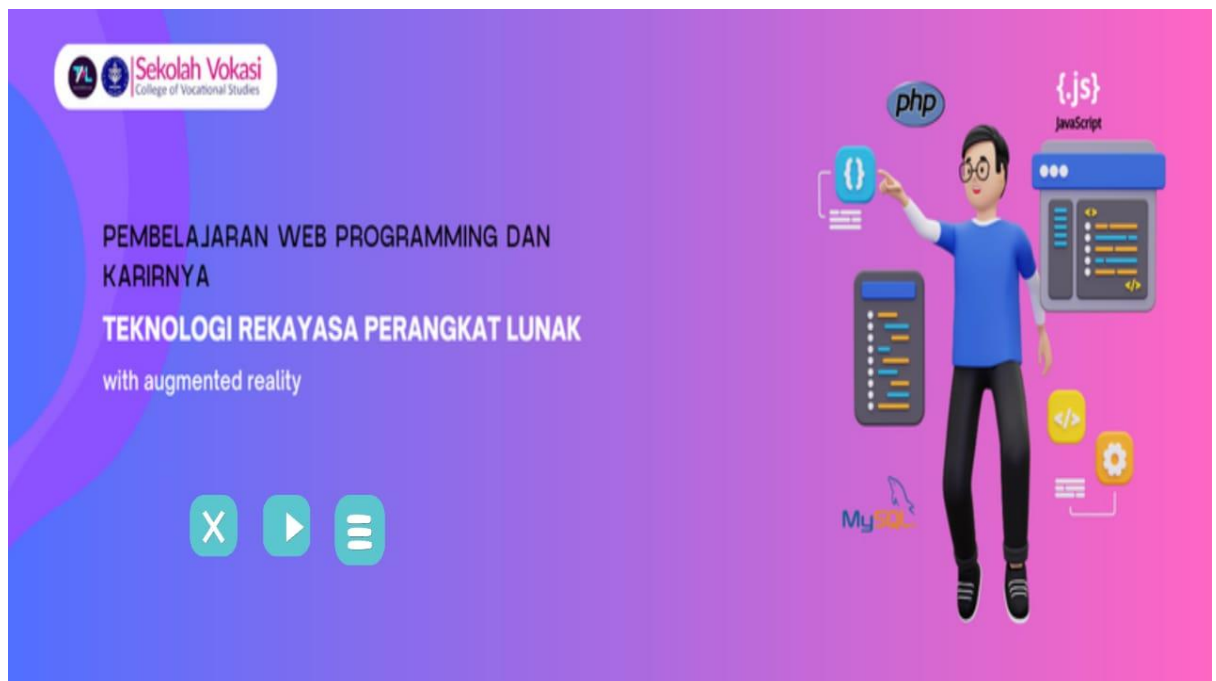 Sekolah Vokasi
College of Vocational Studies
php
{.js}
JavaScript
PEMBELAJARAN WEB PROGRAMMING DAN
KARIRNYA
TEKNOLOGI REKAYASA PERANGKAT LUNAK
with augmented reality
X
MySQL